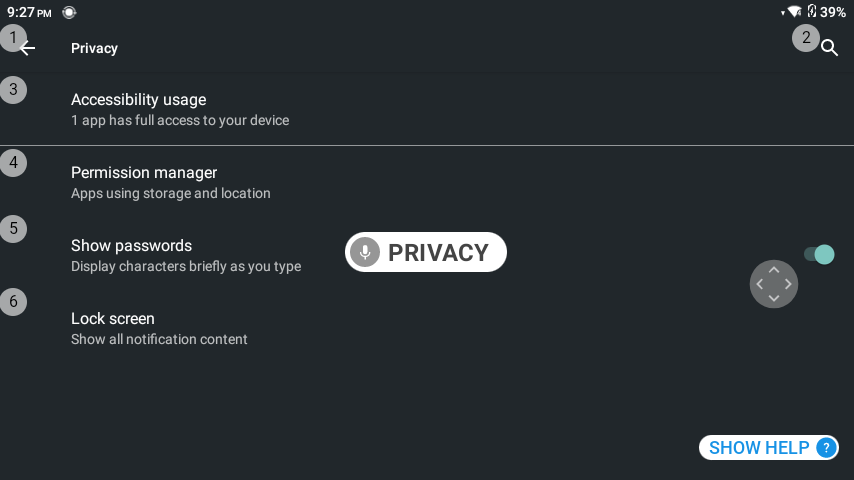 9:27 PM 39%
1 Privacy 2
3 Accessibility usage
1 app has full access to your device
4 Permission manager
Apps using storage and location
5 Show passwords
Display characters briefly as you type
PRIVACY
6 Lock screen
Show all notification content
SHOW HELP ?